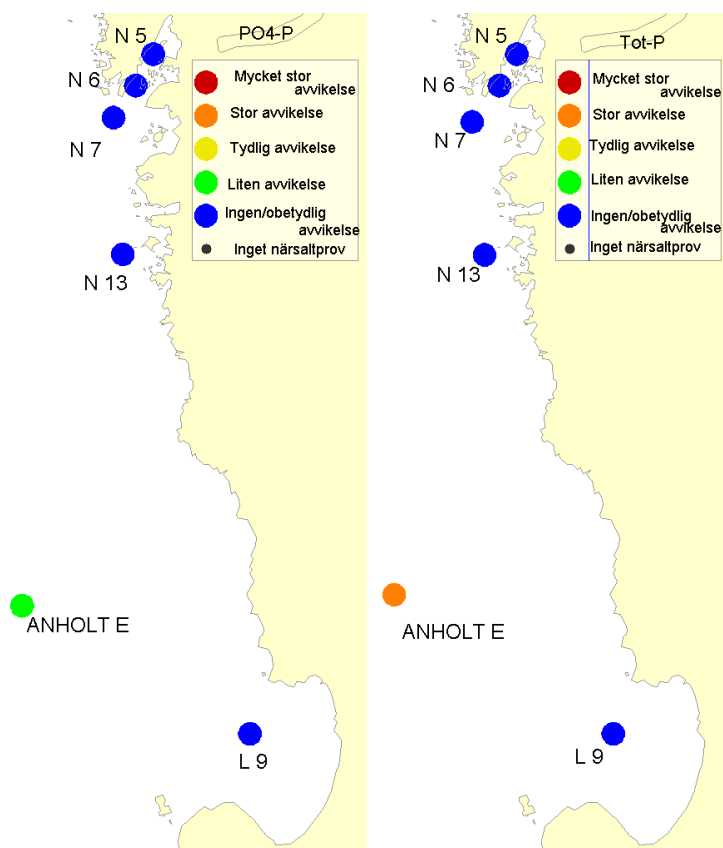 N 5
PO4-P
N 6
Mycket stor
avvikelse
Stor avvikelse
N 7
Tydlig avvikelse
Liten avvikelse
Ingen/obetydlig
avvikelse
Inget närsaltprov
N 13
ANHOLT E
L 9
N 5
Tot-P
N 6
Mycket stor
avvikelse
Stor avvikelse
N 7
Tydlig avvikelse
Liten avvikelse
Ingen/obetydlig
avvikelse
Inget närsaltprov
N 13
ANHOLT E
L 9